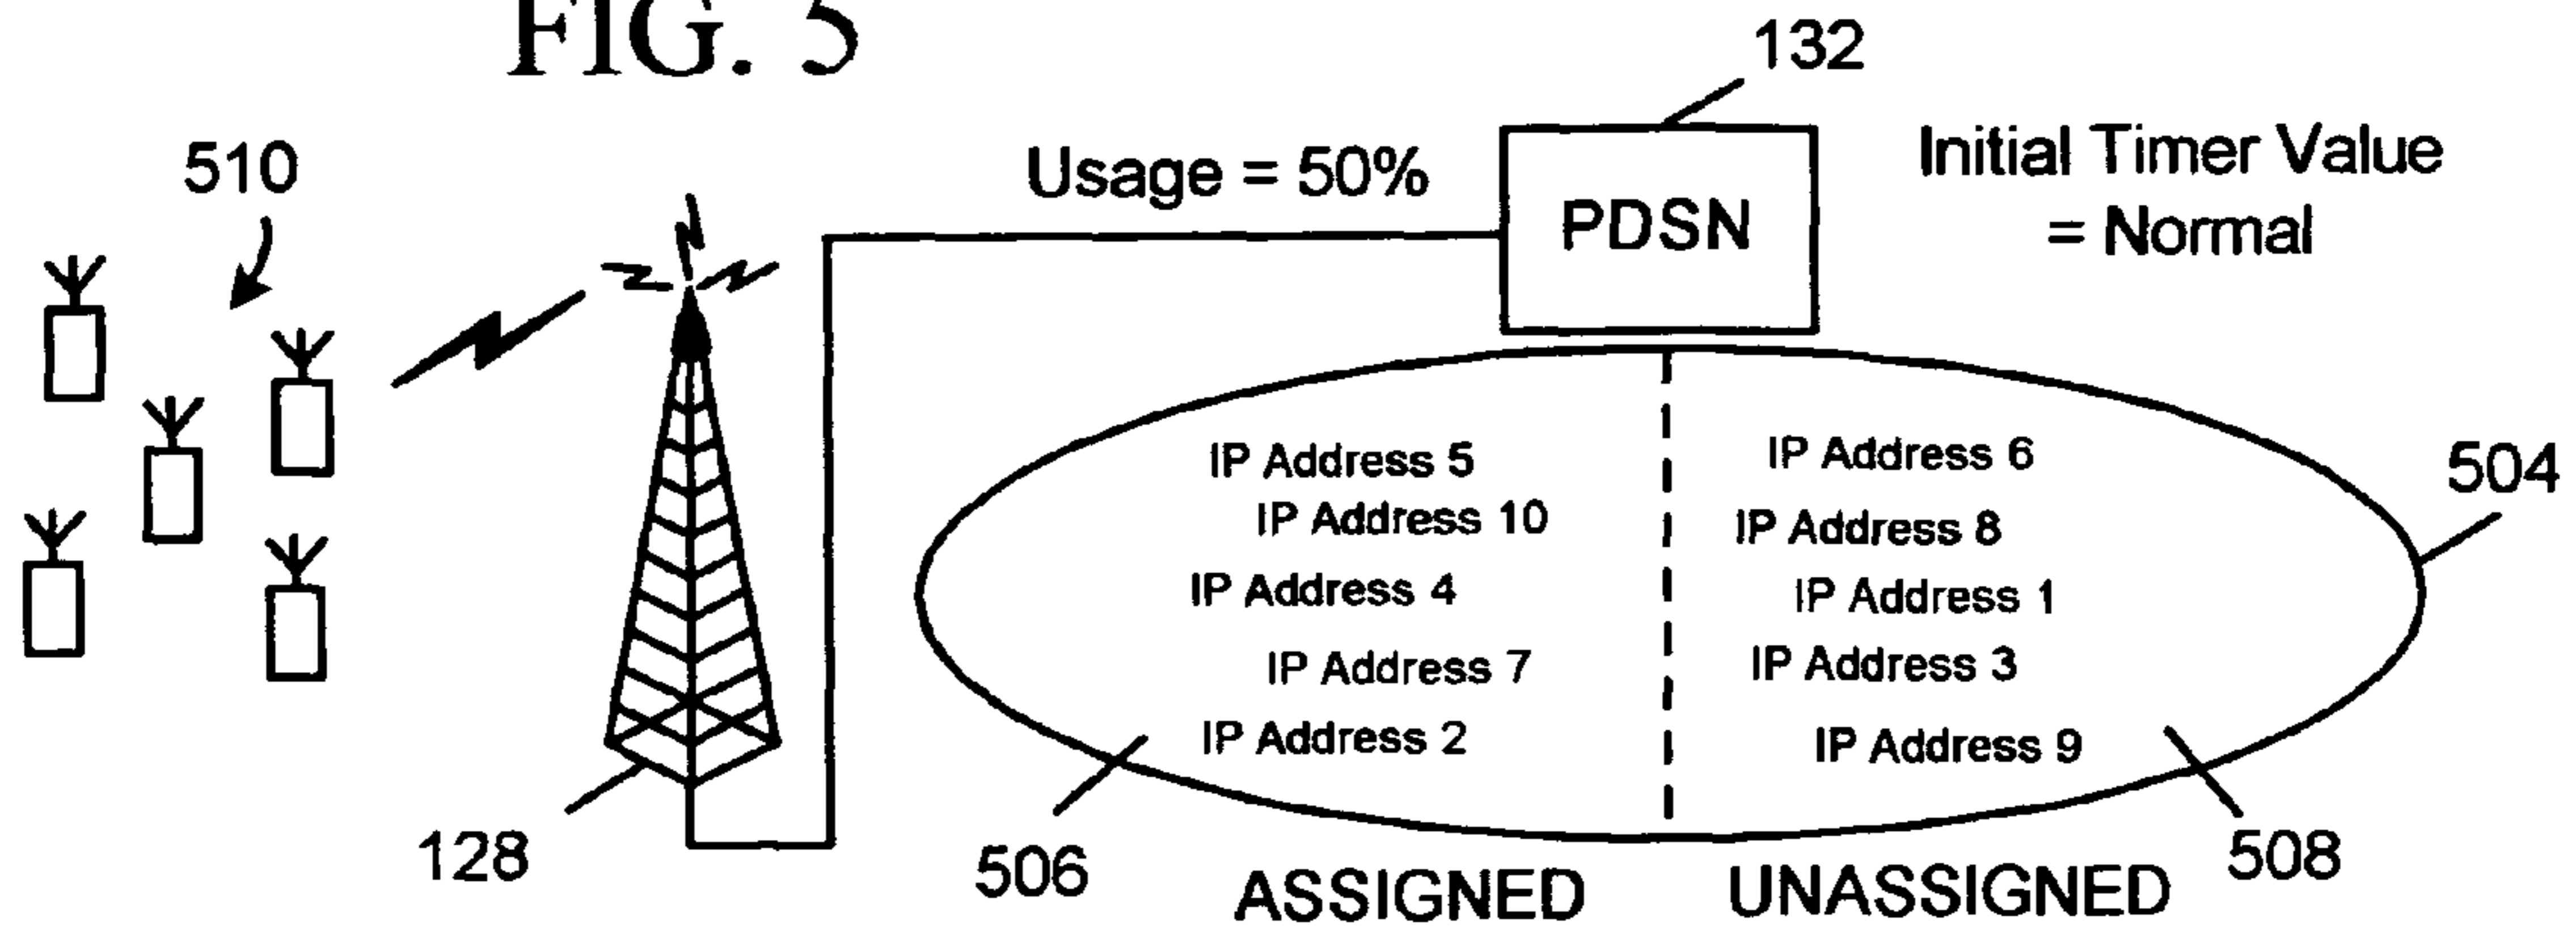 FIG. 5
132
510
Usage = 50%
PDSN
Initial Timer Value
= Normal
504
IP Address 5
IP Address 10
IP Address 4
IP Address 7
IP Address 2
IP Address 6
IP Address 8
IP Address 1
IP Address 3
IP Address 9
128
506
508
ASSIGNED
UNASSIGNED